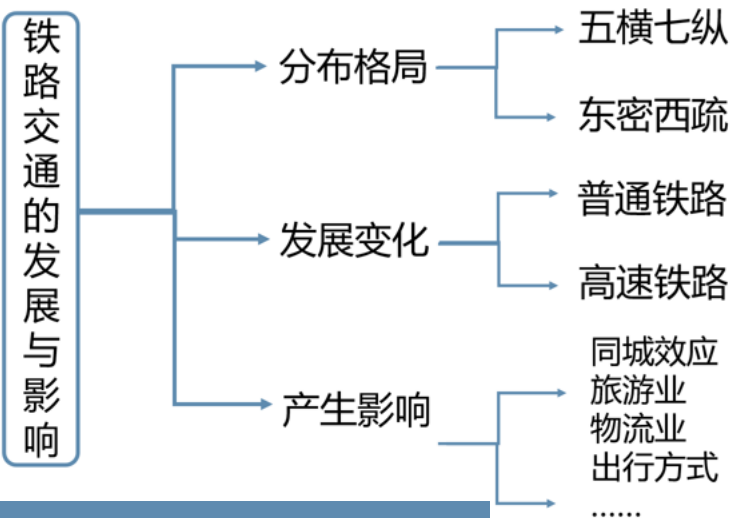 铁路交通的发展与影响
分布格局
五横七纵
东密西疏
发展变化
普通铁路
高速铁路
产生影响
同城效应
旅游业
物流业
出行方式
......